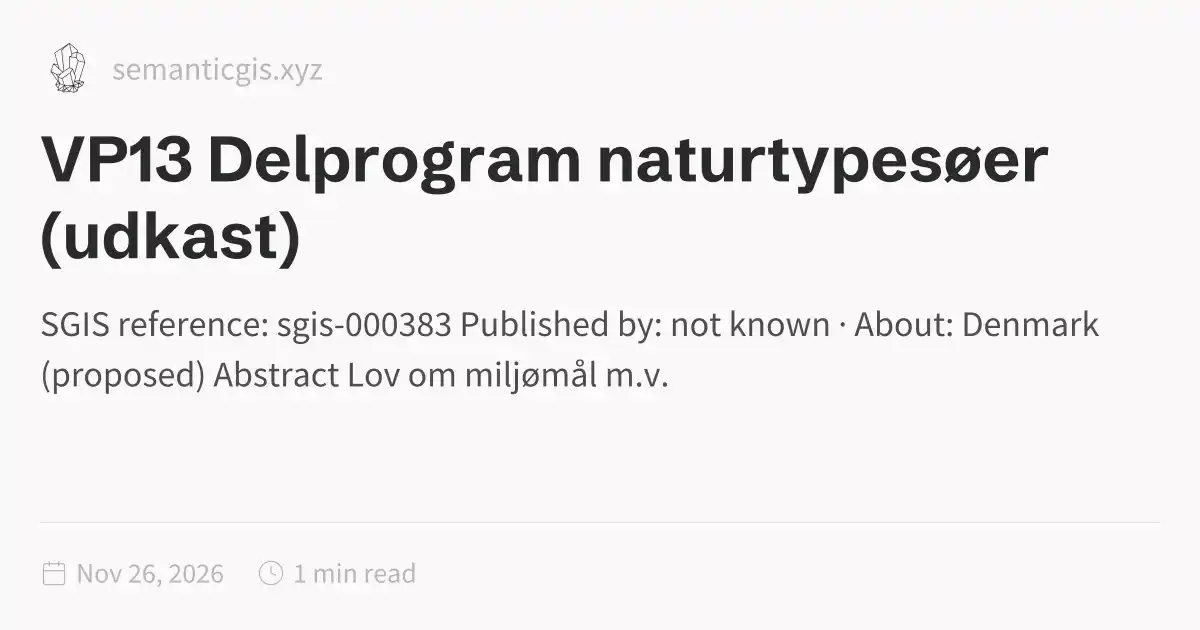 semanticgis.xyz
VP13 Delprogram naturtypesøer
(udkast)
SGIS reference: sgis-000383 Published by: not known · About: Denmark
(proposed) Abstract Lov om miljømål m.v.
Nov 26, 2026 1 min read